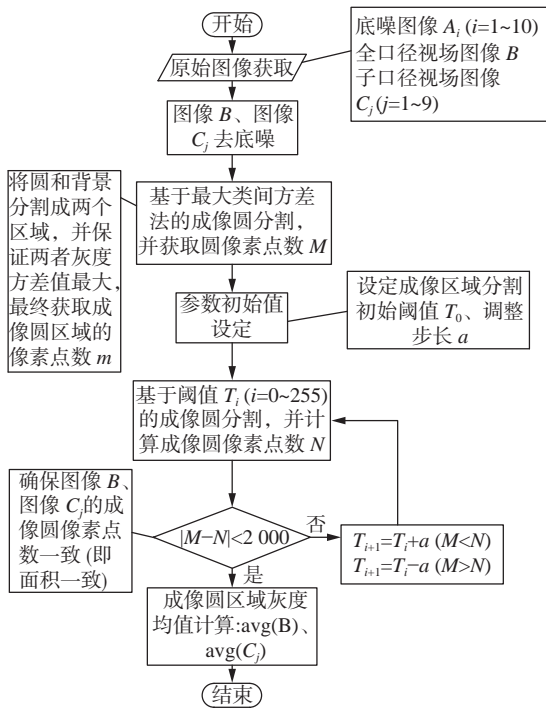 开始
原始图像获取
底噪图像 A_i (i=1~10)
全口径视场图像 B
子口径视场图像
C_j (j=1~9)
图像 B、图像
C_j 去底噪
将圆和背景
分割成两个
区域，并保
证两者灰度
方差值最大，
最终获取成
像圆区域的
像素点数 m
基于最大类间方差
法的成像圆分割，
并获取圆像素点数 M
参数初始值
设定
设定成像区域分割
初始阈值 T_0、调整
步长 a
基于阈值 T_i (i=0~255)
的成像圆分割，并计
算成像圆像素点数 N
确保图像 B、
图像 C_j的成
像圆像素点
数一致 (即
面积一致)
|M−N|<2 000
否
T_{i+1}=T_i+a (M<N)
T_{i+1}=T_i−a (M>N)
是
成像圆区域灰度
均值计算:avg(B)、
avg(C_j)
结束